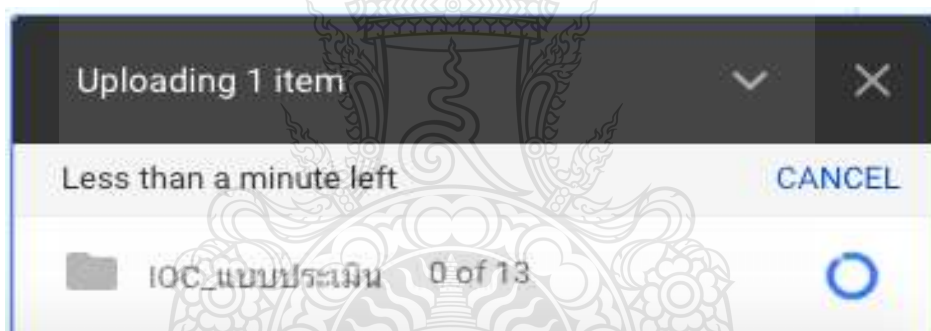 Uploading 1 item
Less than a minute left CANCEL
IOC_แบบประเมิน 0 of 13